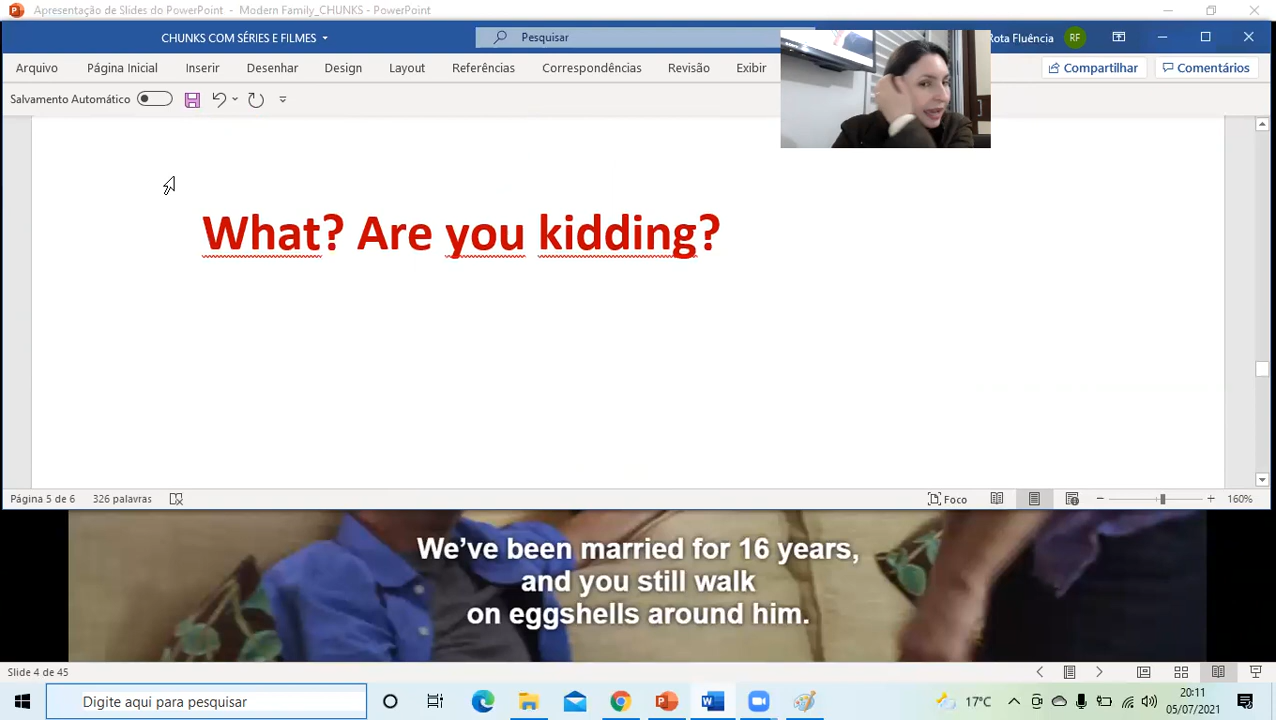 Apresentação de Slides do PowerPoint - Modern Family_CHUNKS - PowerPoint
CHUNKS COM SÉRIES E FILMES
Pesquisar
Rota Fluência
RF
Arquivo Página Inicial Inserir Desenhar Design Layout Referências Correspondências Revisão Exibir
Compartilhar
Comentários
Salvamento Automático
What? Are you kidding?
Página 5 de 6 326 palavras
Foco
160%
We've been married for 16 years,
and you still walk
on eggshells around him.
Slide 4 de 45
Digite aqui para pesquisar
17°C
20:11
05/07/2021